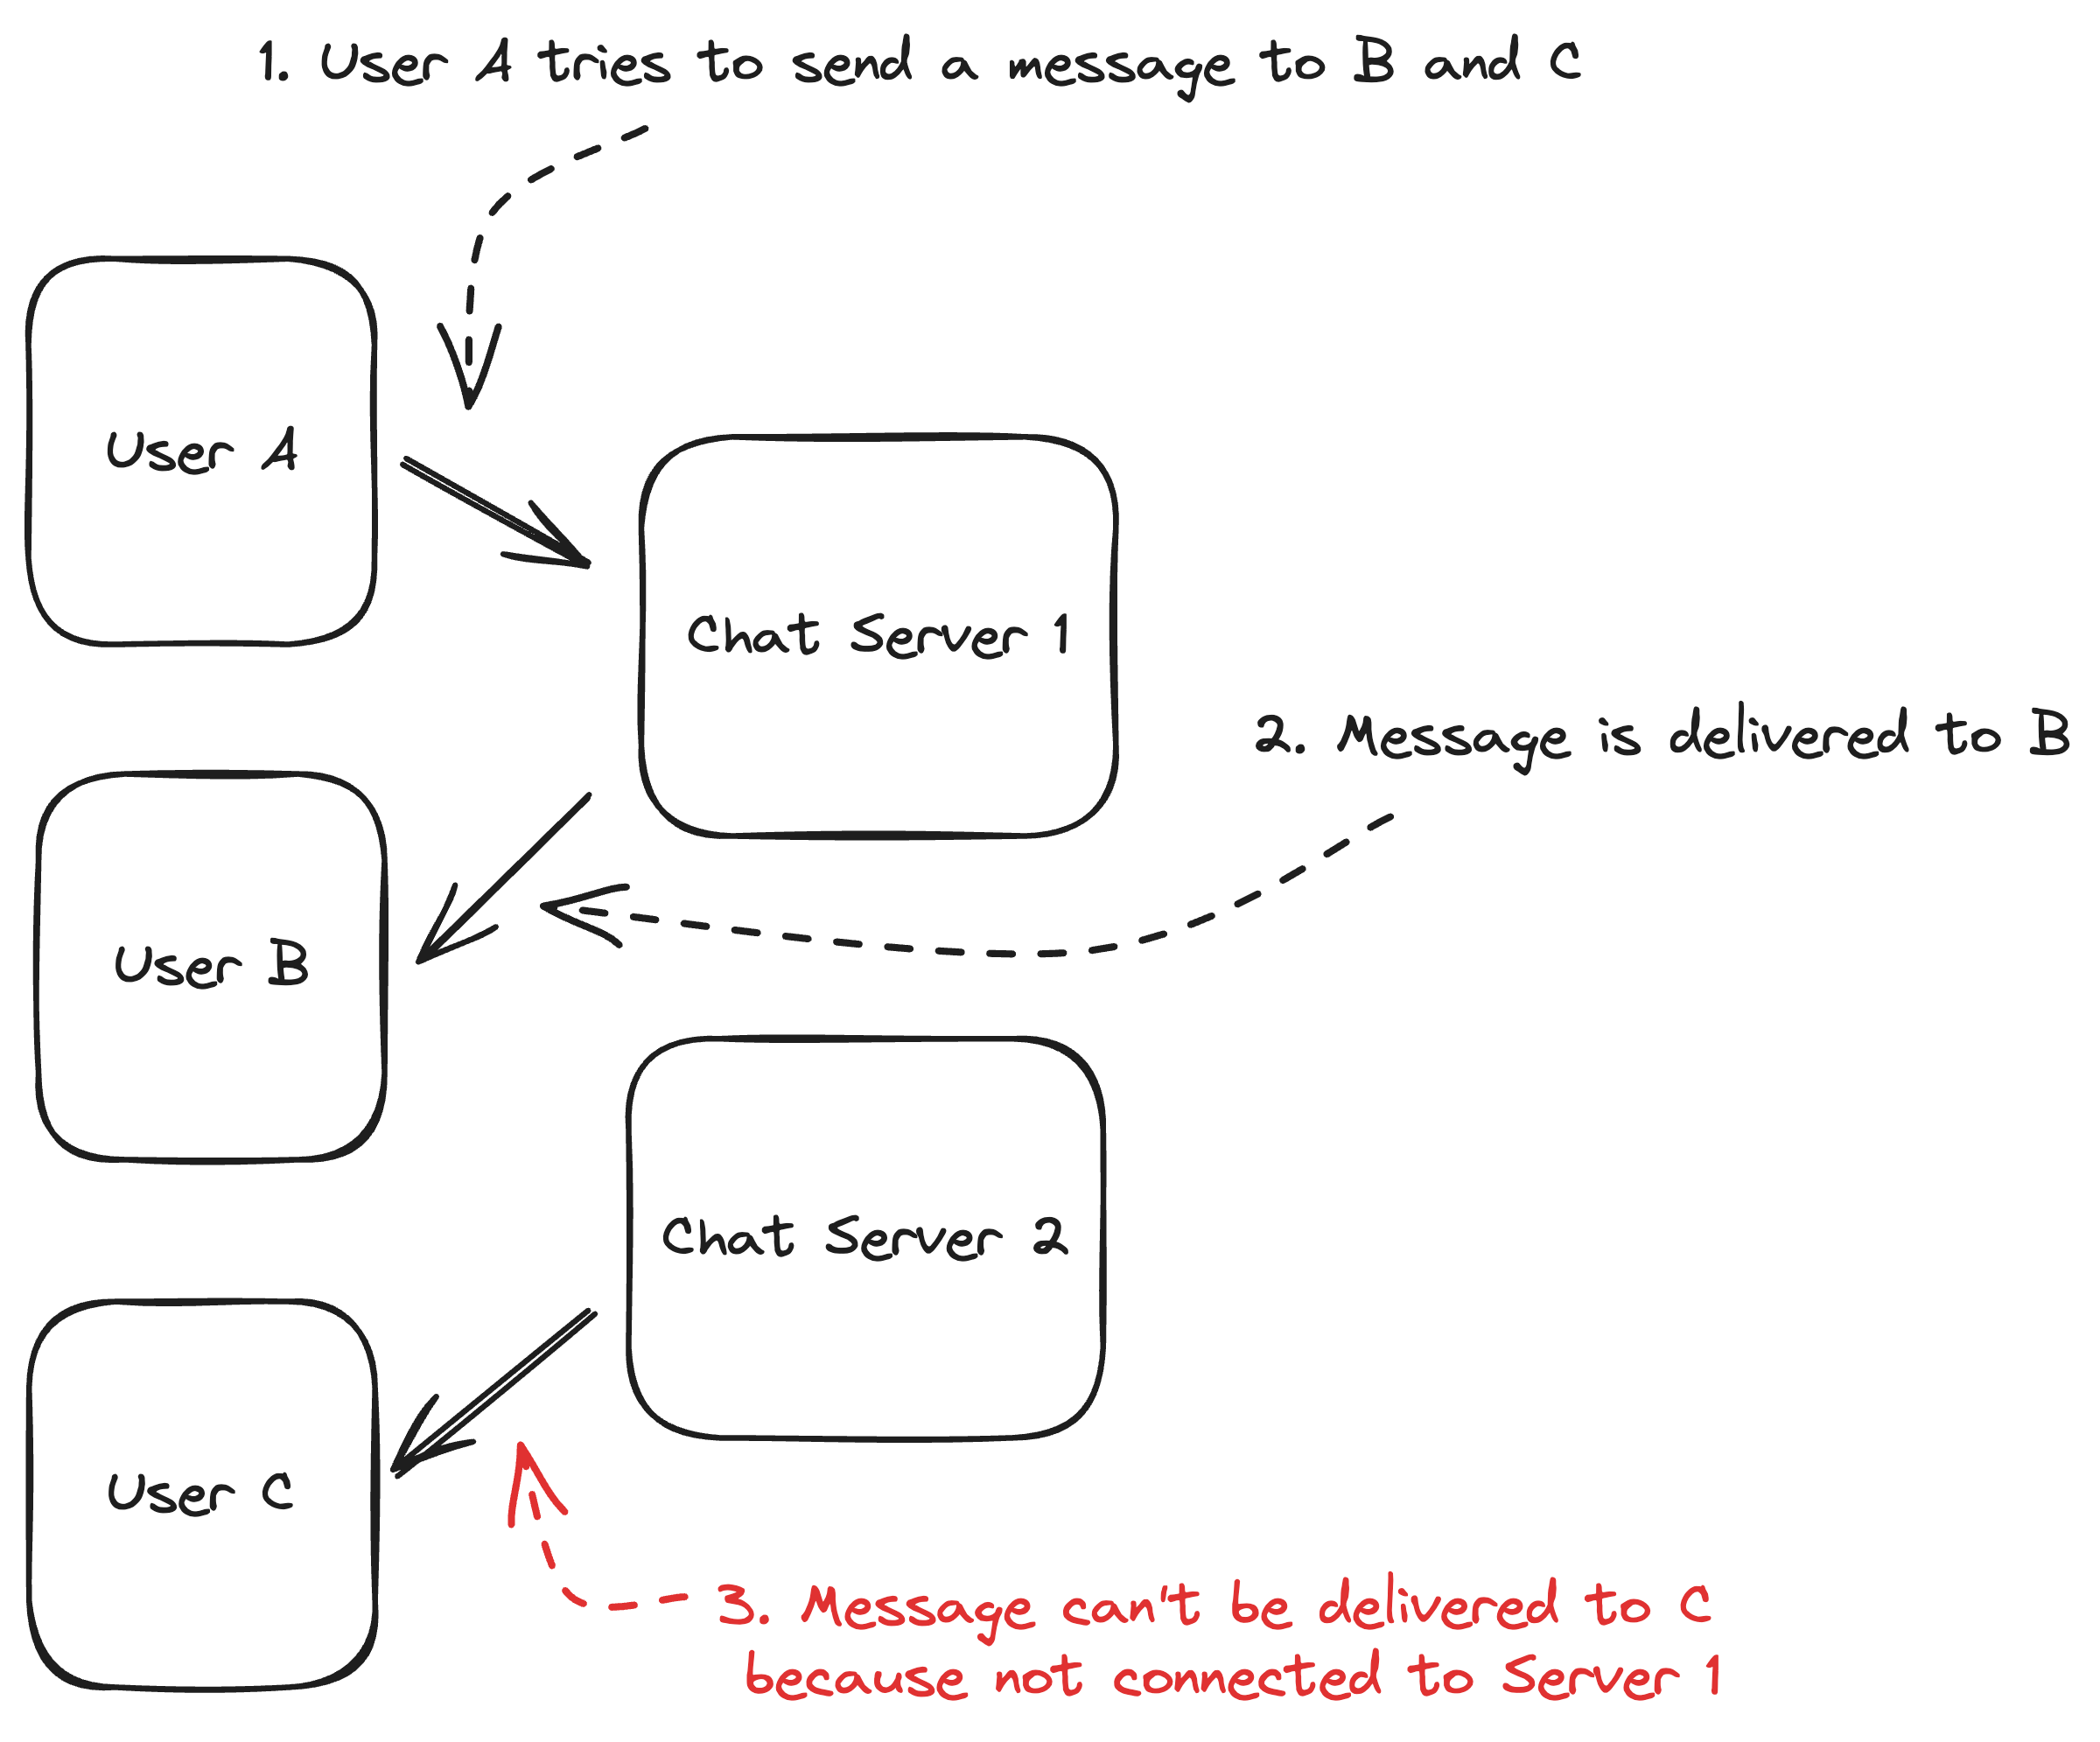 1. User A tries to send a message to B and C
User A
Chat Server 1
2. Message is delivered to B
User B
Chat Server 2
User C
3. Message can't be delivered to C
because not connected to Server 1